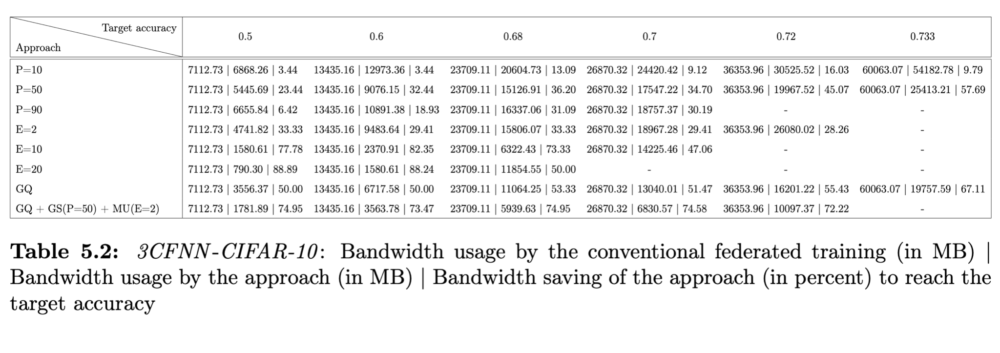 Target accuracy
Approach
0.5 0.6 0.68 0.7 0.72 0.733
P=10 7112.73 | 6868.26 | 3.44 13435.16 | 12973.36 | 3.44 23709.11 | 20604.73 | 13.09 26870.32 | 24420.42 | 9.12 36353.96 | 30525.52 | 16.03 60063.07 | 54182.78 | 9.79
P=50 7112.73 | 5445.69 | 23.44 13435.16 | 9076.15 | 32.44 23709.11 | 15126.91 | 36.20 26870.32 | 17547.22 | 34.70 36353.96 | 19967.52 | 45.07 60063.07 | 25413.21 | 57.69
P=90 7112.73 | 6655.84 | 6.42 13435.16 | 10891.38 | 18.93 23709.11 | 16337.06 | 31.09 26870.32 | 18757.37 | 30.19 - -
E=2 7112.73 | 4741.82 | 33.33 13435.16 | 9483.64 | 29.41 23709.11 | 15806.07 | 33.33 26870.32 | 18967.28 | 29.41 36353.96 | 26080.02 | 28.26 -
E=10 7112.73 | 1580.61 | 77.78 13435.16 | 2370.91 | 82.35 23709.11 | 6322.43 | 73.33 26870.32 | 14225.46 | 47.06 - -
E=20 7112.73 | 790.30 | 88.89 13435.16 | 1580.61 | 88.24 23709.11 | 11854.55 | 50.00 - - -
GQ 7112.73 | 3556.37 | 50.00 13435.16 | 6717.58 | 50.00 23709.11 | 11064.25 | 53.33 26870.32 | 13040.01 | 51.47 36353.96 | 16201.22 | 55.43 60063.07 | 19757.59 | 67.11
GQ + GS(P=50) + MU(E=2) 7112.73 | 1781.89 | 74.95 13435.16 | 3563.78 | 73.47 23709.11 | 5939.63 | 74.95 26870.32 | 6830.57 | 74.58 36353.96 | 10097.37 | 72.22 -
Table 5.2: 3CFNN-CIFAR-10: Bandwidth usage by the conventional federated training (in MB) |
Bandwidth usage by the approach (in MB) | Bandwidth saving of the approach (in percent) to reach the
target accuracy